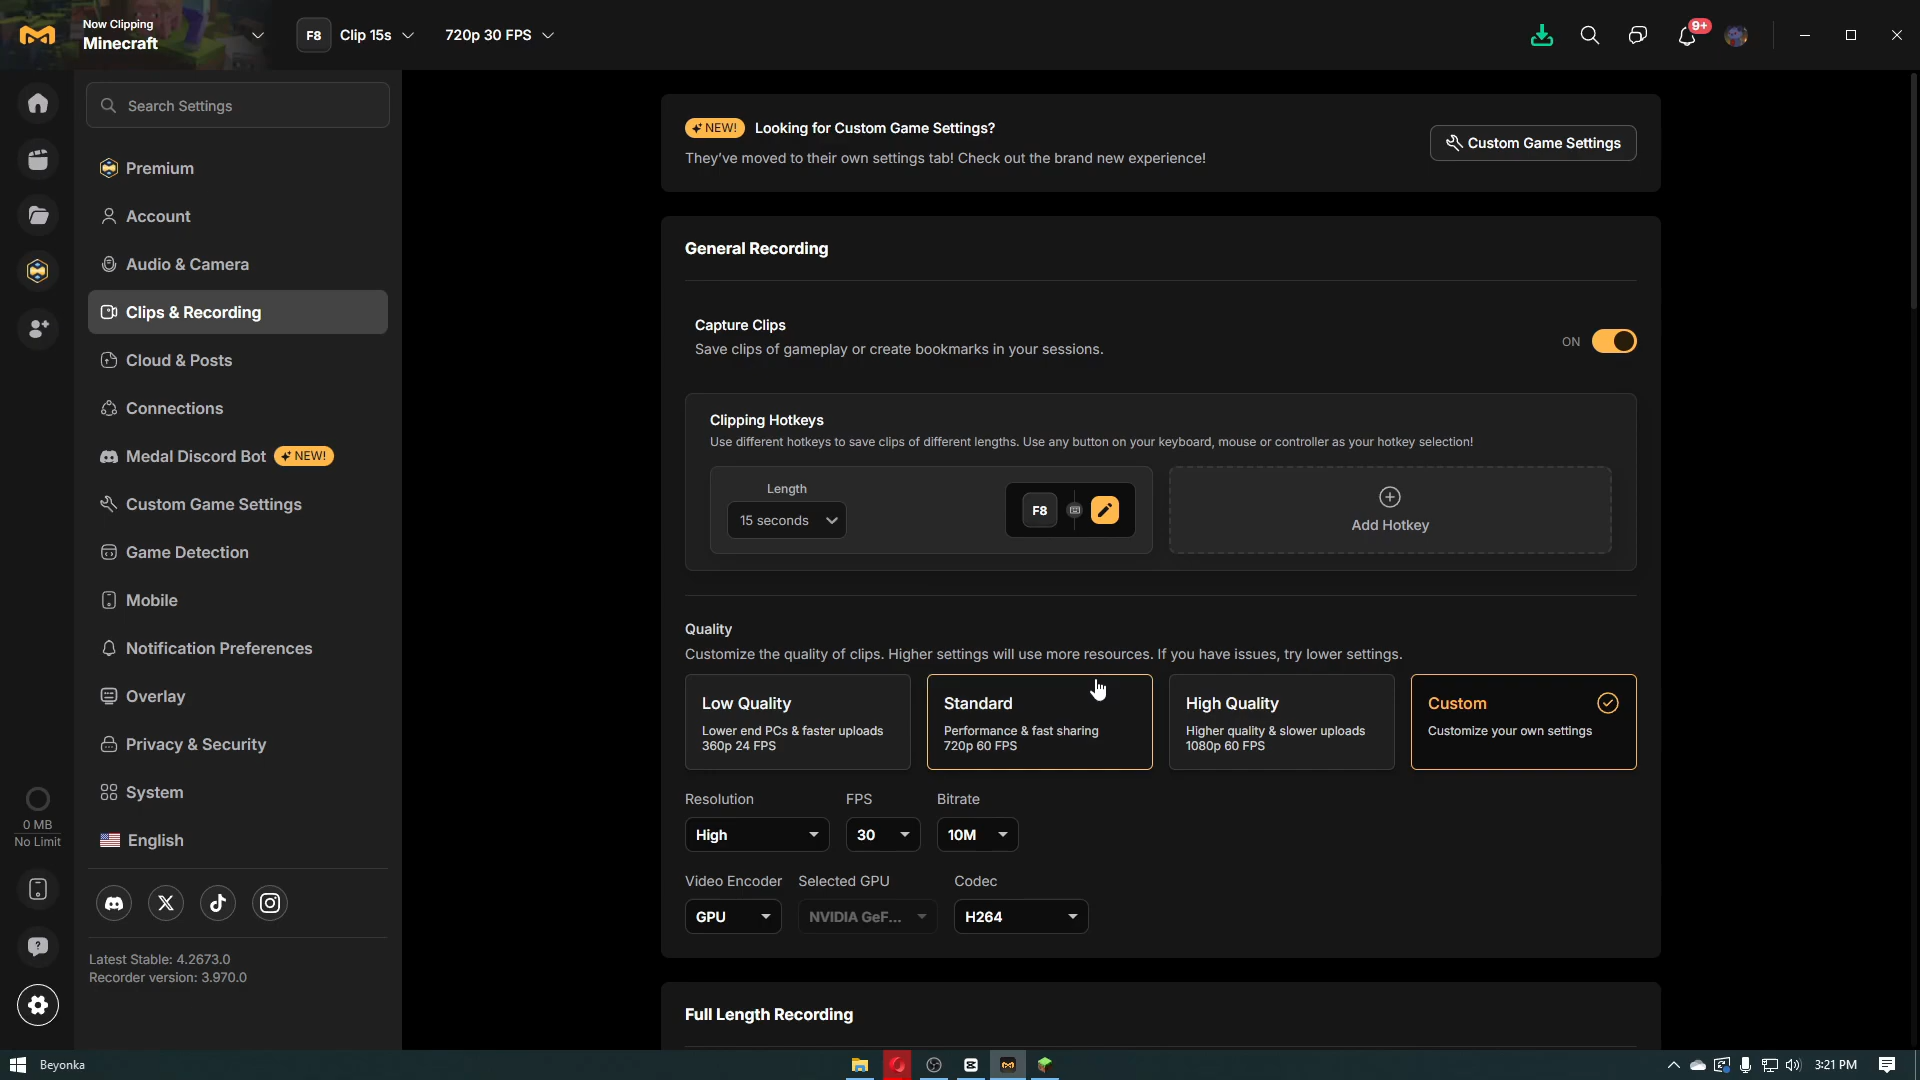 Now Clipping
Minecraft
F8
Clip 15s
720p 30 FPS
9+
Search Settings
Premium
Account
Audio & Camera
Clips & Recording
Cloud & Posts
Connections
Medal Discord Bot
NEW!
Custom Game Settings
Game Detection
Mobile
Notification Preferences
Overlay
Privacy & Security
System
English
0 MB
No Limit
Latest Stable: 4.2673.0
Recorder version: 3.970.0
NEW!
Looking for Custom Game Settings?
They've moved to their own settings tab! Check out the brand new experience!
Custom Game Settings
General Recording
Capture Clips
Save clips of gameplay or create bookmarks in your sessions.
ON
Clipping Hotkeys
Use different hotkeys to save clips of different lengths. Use any button on your keyboard, mouse or controller as your hotkey selection!
Length
15 seconds
F8
Add Hotkey
Quality
Customize the quality of clips. Higher settings will use more resources. If you have issues, try lower settings.
Low Quality
Lower end PCs & faster uploads
360p 24 FPS
Standard
Performance & fast sharing
720p 60 FPS
High Quality
Higher quality & slower uploads
1080p 60 FPS
Custom
Customize your own settings
Resolution
FPS
Bitrate
High
30
10M
Video Encoder
Selected GPU
Codec
GPU
NVIDIA GeF...
H264
Full Length Recording
Beyonka
3:21 PM